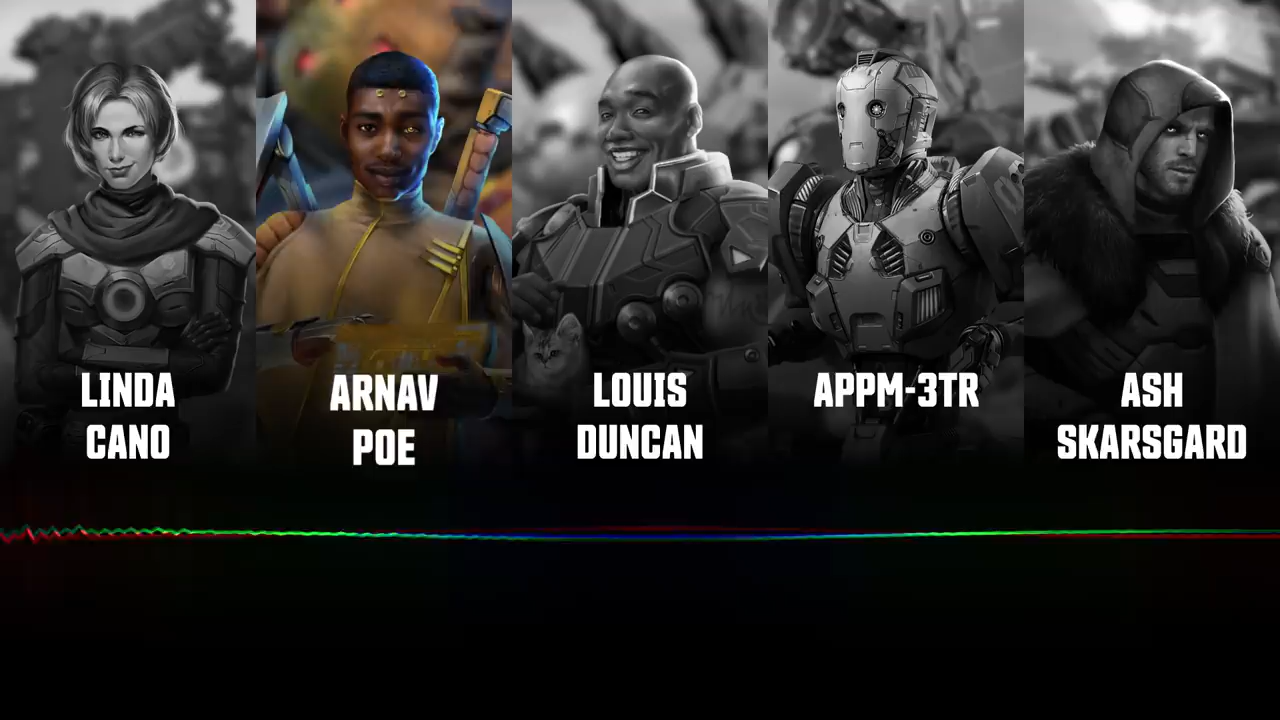 LINDA
CANO
ARNAV
POE
LOUIS
DUNCAN
APPM-3TR
ASH
SKARSGARD